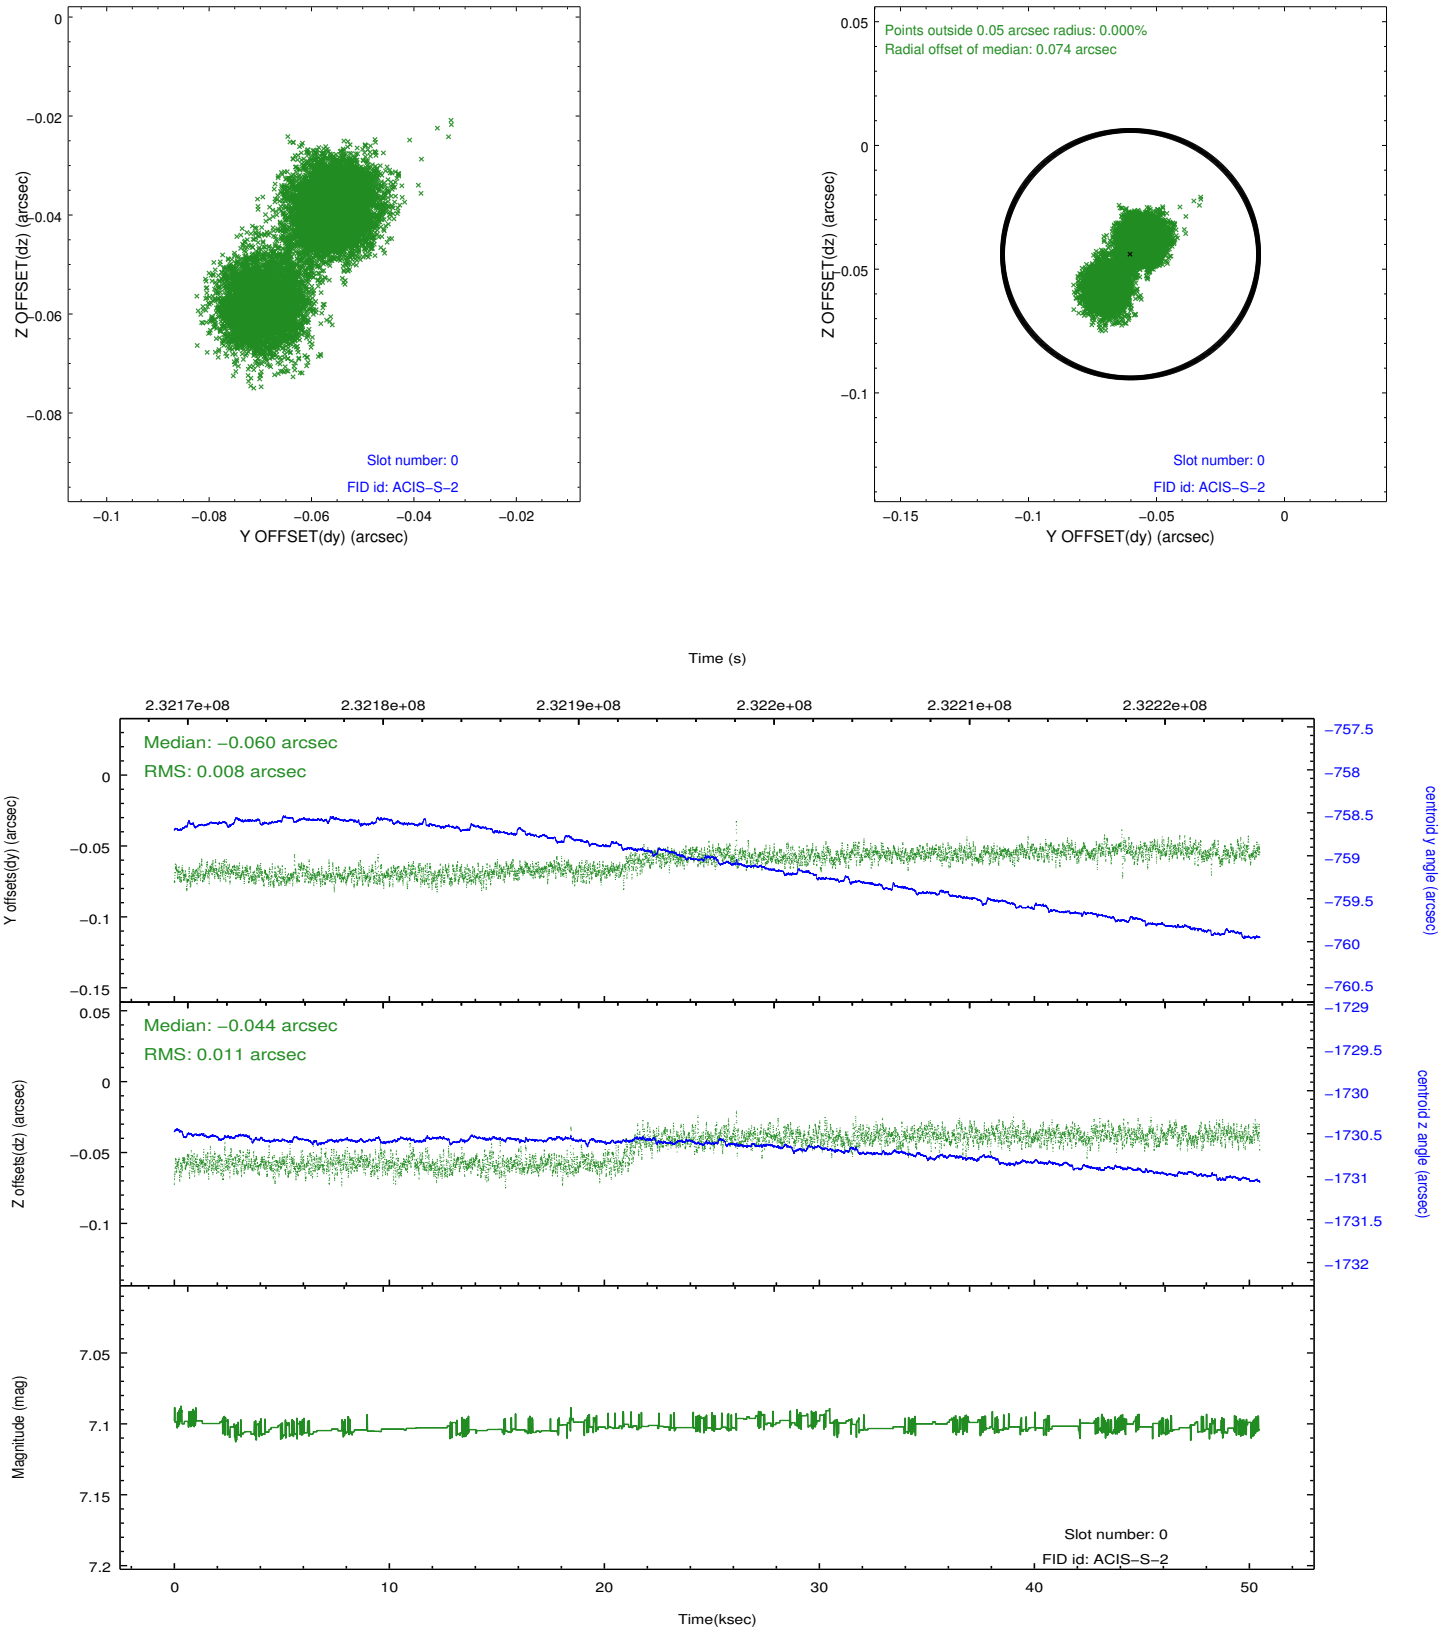 0
−0.02
−0.04
−0.06
−0.08
Z OFFSET(dz) (arcsec)
Slot number: 0
FID id: ACIS−S−2
−0.1
−0.08
−0.06
−0.04
−0.02
Y OFFSET(dy) (arcsec)
0.05
0
−0.05
−0.1
Z OFFSET(dz) (arcsec)
Points outside 0.05 arcsec radius: 0.000%
Radial offset of median: 0.074 arcsec
Slot number: 0
FID id: ACIS−S−2
−0.15
−0.1
−0.05
0
Y OFFSET(dy) (arcsec)
Time (s)
2.3217e+08
2.3218e+08
2.3219e+08
2.322e+08
2.3221e+08
2.3222e+08
Median: −0.060 arcsec
RMS: 0.008 arcsec
0
−0.05
−0.1
−0.15
Y offsets(dy) (arcsec)
−757.5
−758
−758.5
−759
−759.5
−760
−760.5
centroid y angle (arcsec)
Median: −0.044 arcsec
RMS: 0.011 arcsec
0.05
0
−0.05
−0.1
Z offsets(dz) (arcsec)
−1729
−1729.5
−1730
−1730.5
−1731
−1731.5
−1732
centroid z angle (arcsec)
7.05
7.1
7.15
7.2
Magnitude (mag)
Slot number: 0
FID id: ACIS−S−2
0
10
20
30
40
50
Time(ksec)